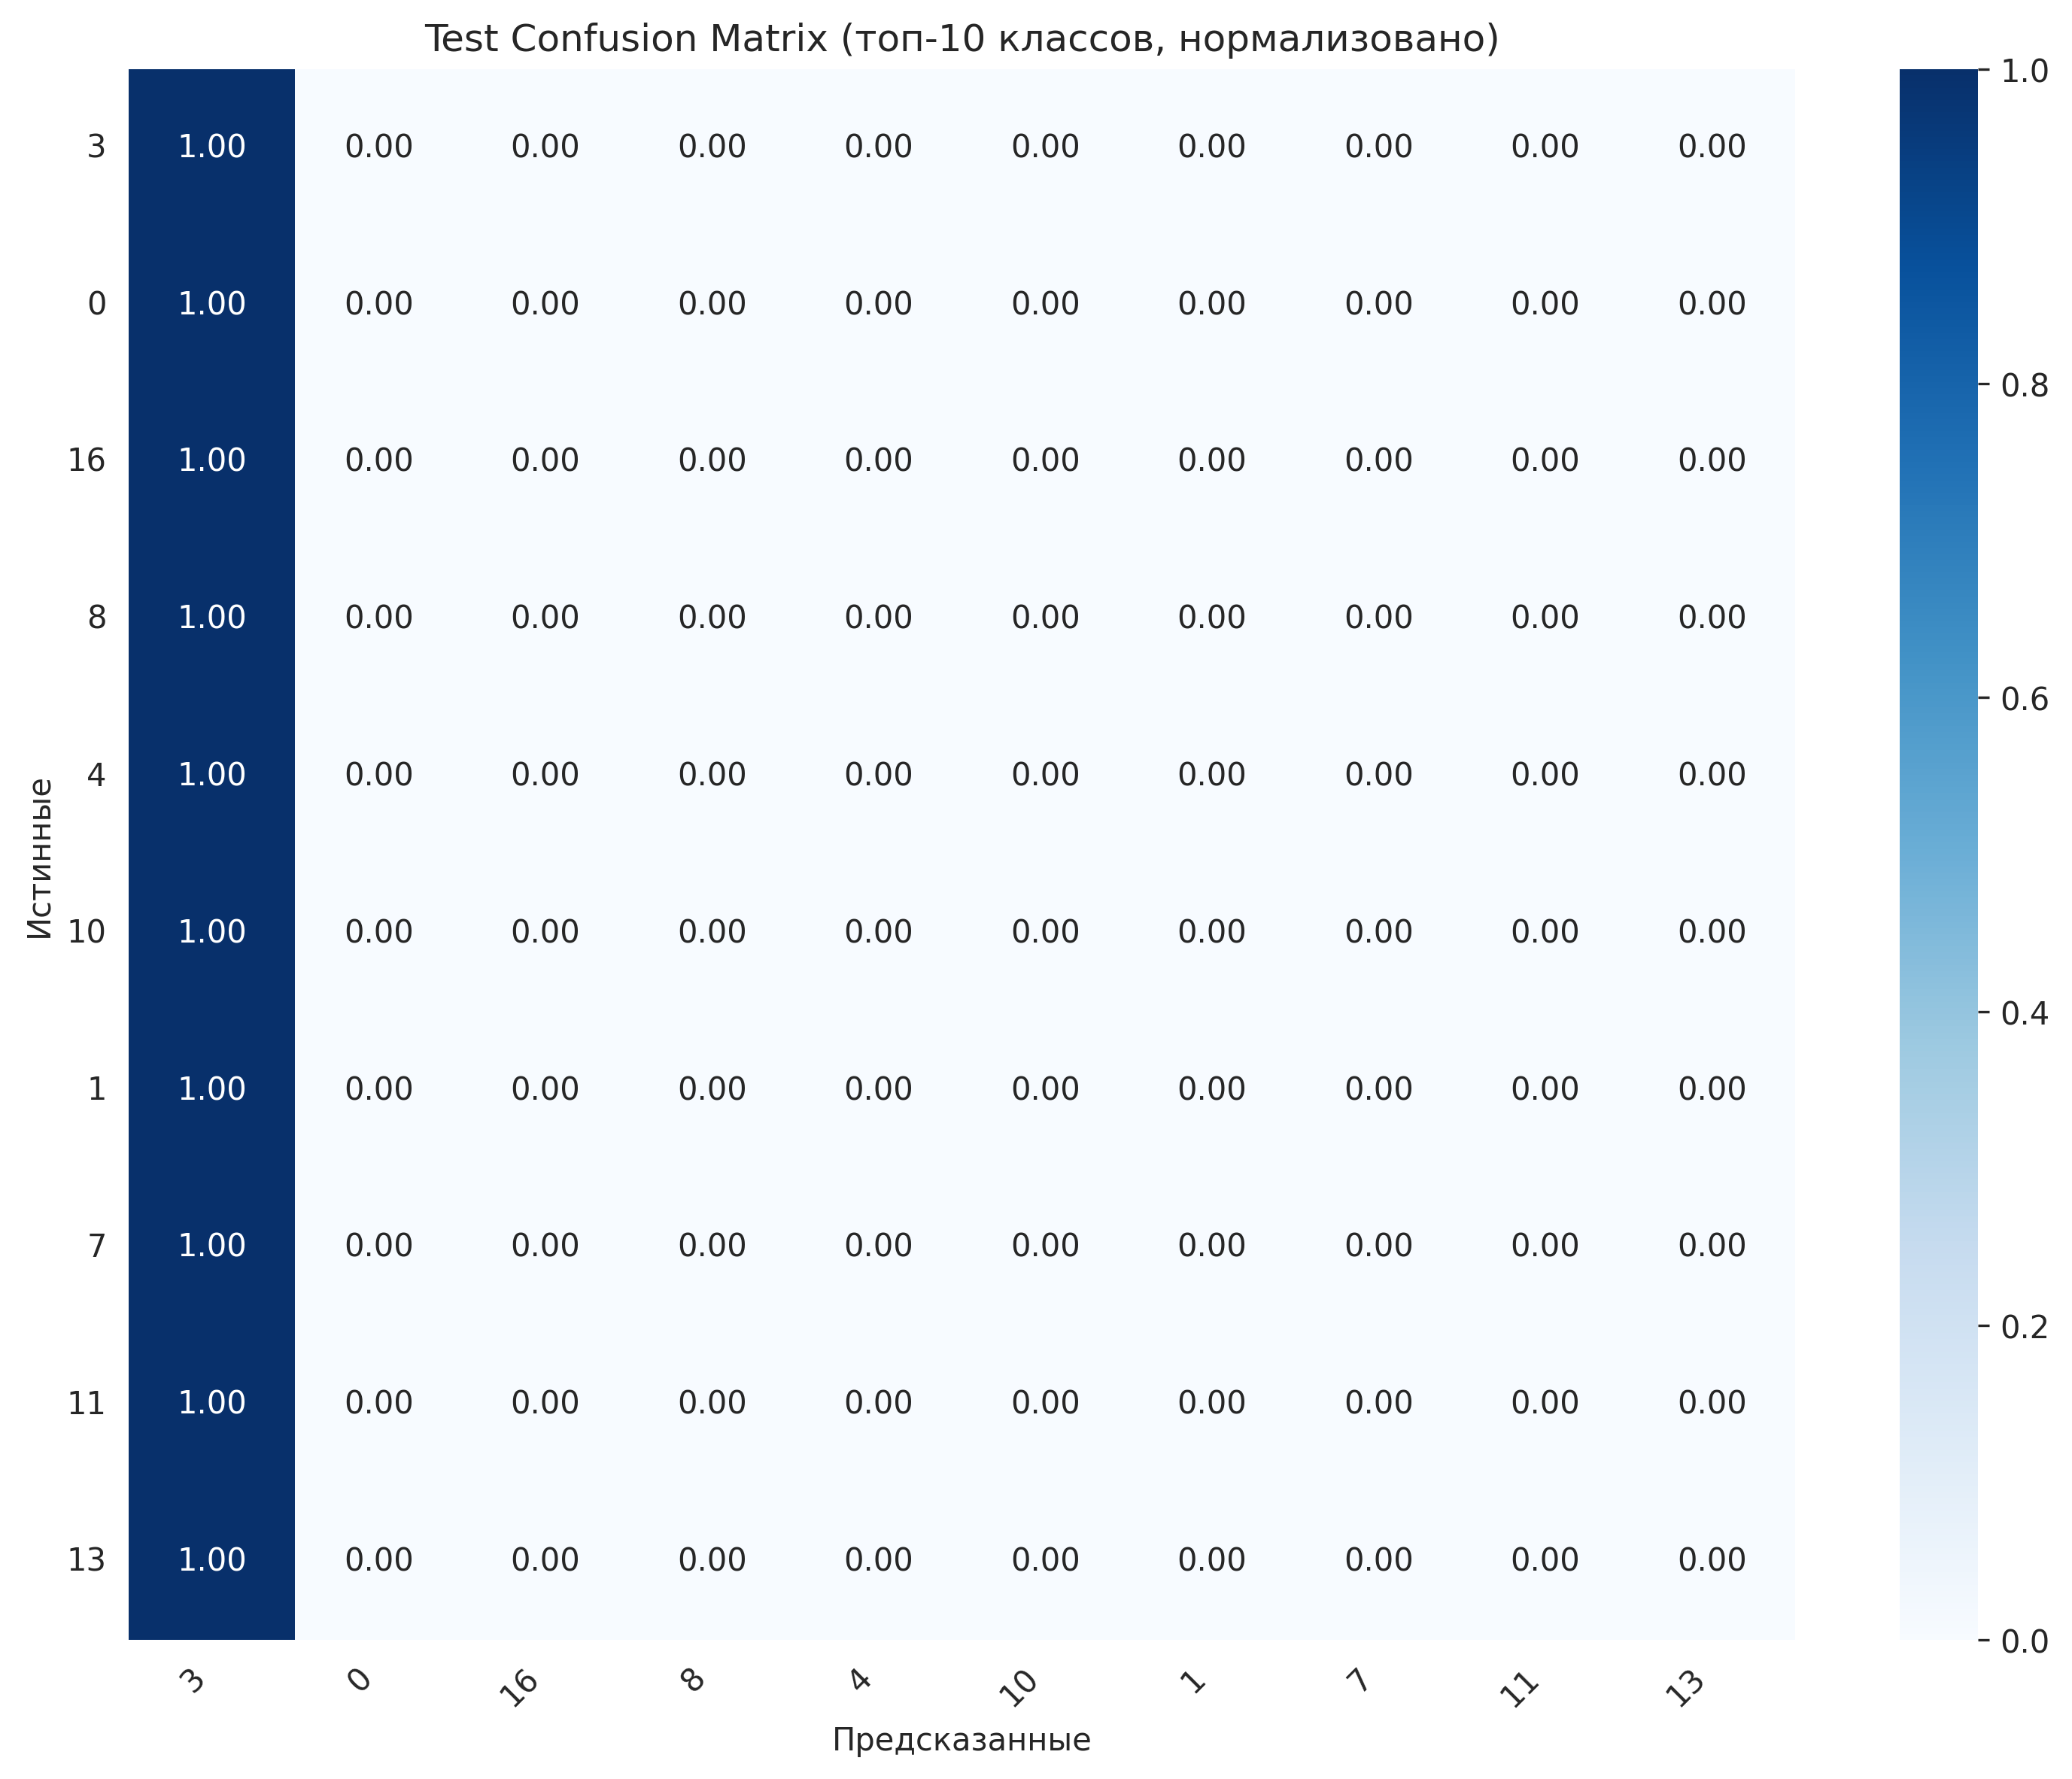 Test Confusion Matrix (топ-10 классов, нормализовано)
3 1.00 0.00 0.00 0.00 0.00 0.00 0.00 0.00 0.00 0.00
0 1.00 0.00 0.00 0.00 0.00 0.00 0.00 0.00 0.00 0.00
16 1.00 0.00 0.00 0.00 0.00 0.00 0.00 0.00 0.00 0.00
8 1.00 0.00 0.00 0.00 0.00 0.00 0.00 0.00 0.00 0.00
4 1.00 0.00 0.00 0.00 0.00 0.00 0.00 0.00 0.00 0.00
10 1.00 0.00 0.00 0.00 0.00 0.00 0.00 0.00 0.00 0.00
1 1.00 0.00 0.00 0.00 0.00 0.00 0.00 0.00 0.00 0.00
7 1.00 0.00 0.00 0.00 0.00 0.00 0.00 0.00 0.00 0.00
11 1.00 0.00 0.00 0.00 0.00 0.00 0.00 0.00 0.00 0.00
13 1.00 0.00 0.00 0.00 0.00 0.00 0.00 0.00 0.00 0.00
3 0 16 8 4 10 1 7 11 13
Предсказанные
Истинные
1.0
0.8
0.6
0.4
0.2
0.0